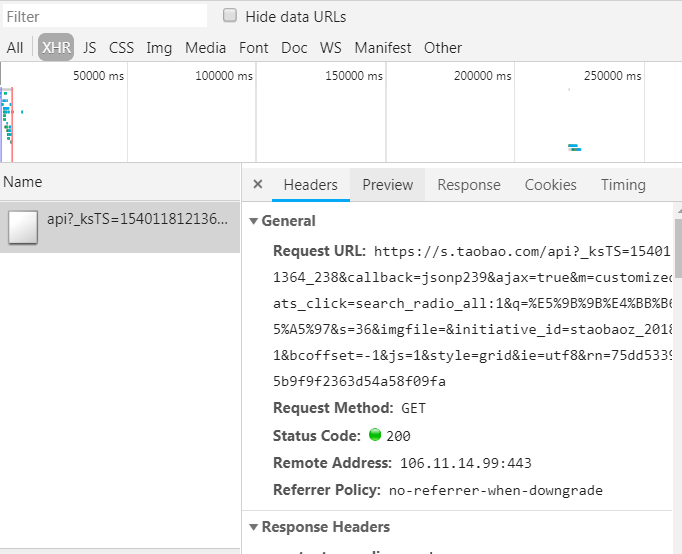 Filter
Hide data URLs
All XHR JS CSS Img Media Font Doc WS Manifest Other
50000 ms 100000 ms 150000 ms 200000 ms 250000 ms
Name
× Headers Preview Response Cookies Timing
api?_ksTS=154011812136...
General
Request URL: https://s.taobao.com/api?_ksTS=15401
1364_238&callback=jsonp239&ajax=true&m=customized
ats_click=search_radio_all:1&q=%E5%9B%9B%E4%BB%B6
5%A5%97&s=36&imgfile=&initiative_id=staobaoz_2018
1&bcoffset=-1&js=1&style=grid&ie=utf8&rn=75dd5339
5b9f9f2363d54a58f09fa
Request Method: GET
Status Code: 200
Remote Address: 106.11.14.99:443
Referrer Policy: no-referrer-when-downgrade
Response Headers